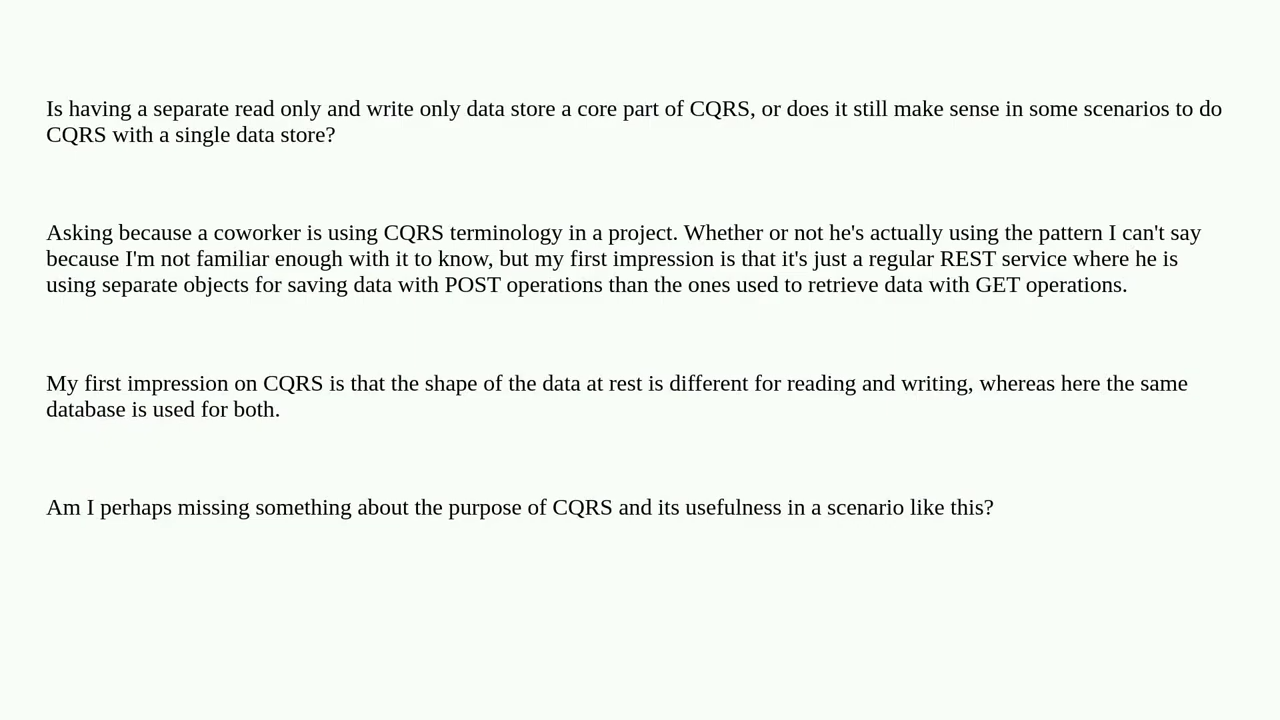 Is having a separate read only and write only data store a core part of CQRS, or does it still make sense in some scenarios to do
CQRS with a single data store?
Asking because a coworker is using CQRS terminology in a project. Whether or not he's actually using the pattern I can't say
because I'm not familiar enough with it to know, but my first impression is that it's just a regular REST service where he is
using separate objects for saving data with POST operations than the ones used to retrieve data with GET operations.
My first impression on CQRS is that the shape of the data at rest is different for reading and writing, whereas here the same
database is used for both.
Am I perhaps missing something about the purpose of CQRS and its usefulness in a scenario like this?